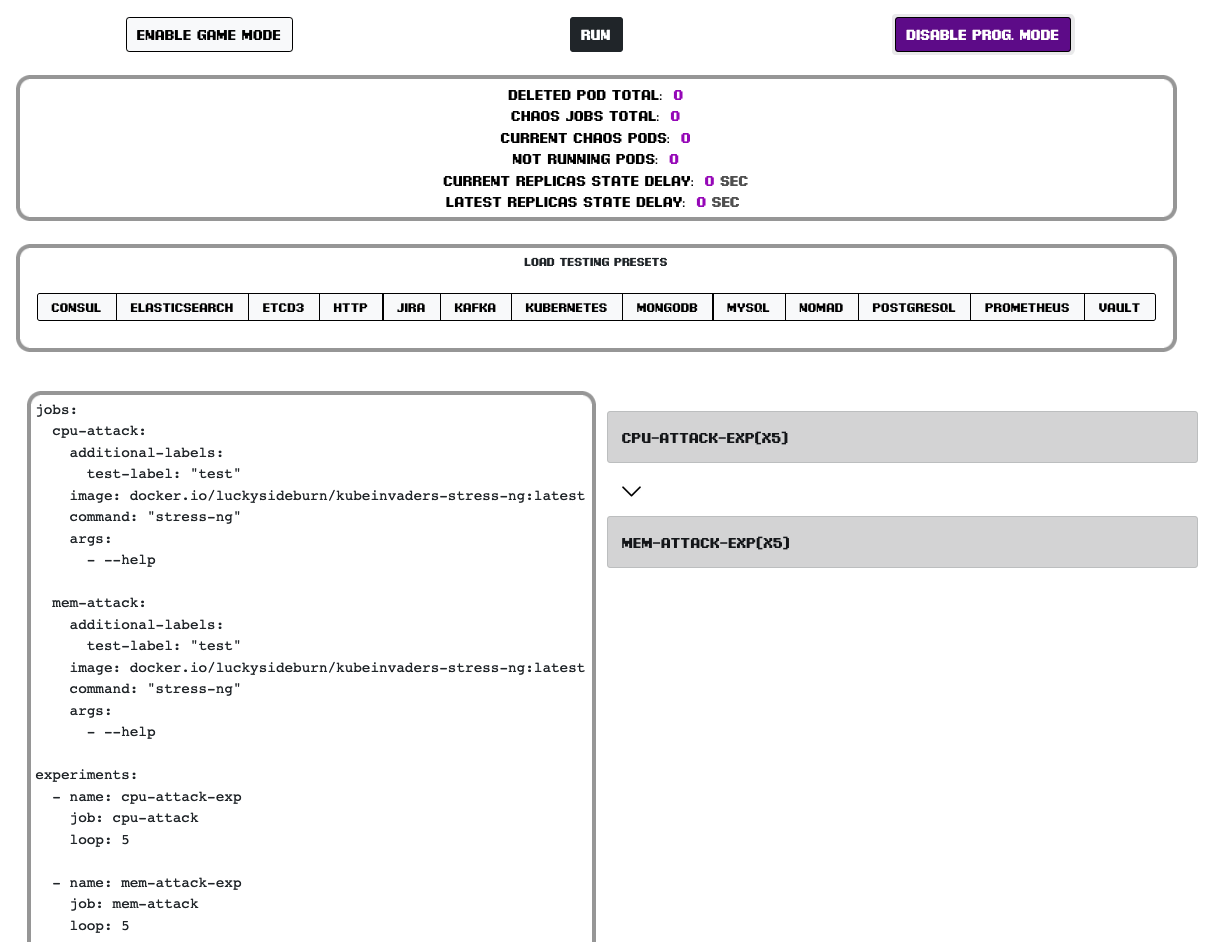 ENABLE GAME MODE
RUN
DISABLE PROG. MODE
DELETED POD TOTAL: 0
CHAOS JOBS TOTAL: 0
CURRENT CHAOS PODS: 0
NOT RUNNING PODS: 0
CURRENT REPLICAS STATE DELAY: 0 SEC
LATEST REPLICAS STATE DELAY: 0 SEC
LOAD TESTING PRESETS
CONSUL ELASTICSEARCH ETCD3 HTTP JIRA KAFKA KUBERNETES MONGODB MYSQL NOMAD POSTGRESQL PROMETHEUS VAULT
jobs:
  cpu-attack:
    additional-labels:
      test-label: "test"
    image: docker.io/luckysideburn/kubeinvaders-stress-ng:latest
    command: "stress-ng"
    args:
      - --help
  mem-attack:
    additional-labels:
      test-label: "test"
    image: docker.io/luckysideburn/kubeinvaders-stress-ng:latest
    command: "stress-ng"
    args:
      - --help
experiments:
  - name: cpu-attack-exp
    job: cpu-attack
    loop: 5
  - name: mem-attack-exp
    job: mem-attack
    loop: 5
CPU-ATTACK-EXP(X5)
MEM-ATTACK-EXP(X5)